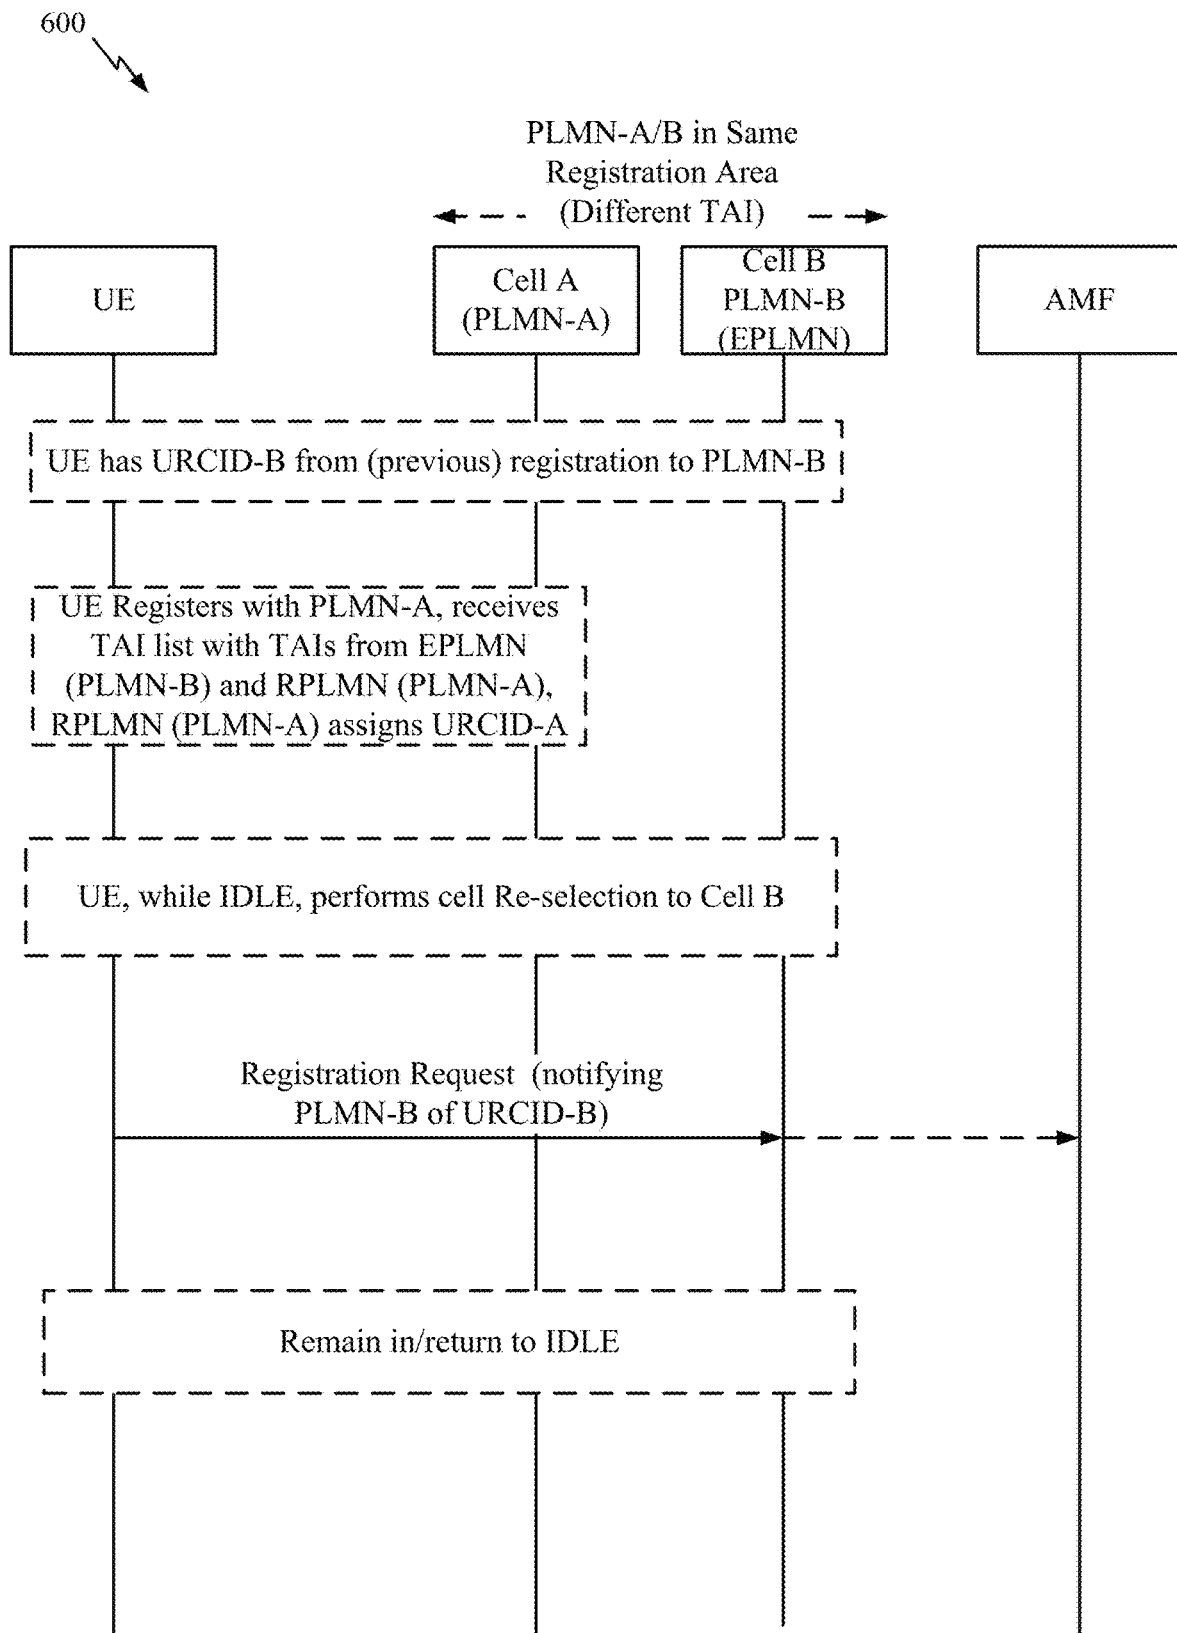 600
PLMN-A/B in Same
Registration Area
(Different TAI)
UE
Cell A
(PLMN-A)
Cell B
PLMN-B
(EPLMN)
AMF
UE has URCID-B from (previous) registration to PLMN-B
UE Registers with PLMN-A, receives
TAI list with TAIs from EPLMN
(PLMN-B) and RPLMN (PLMN-A),
RPLMN (PLMN-A) assigns URCID-A
UE, while IDLE, performs cell Re-selection to Cell B
Registration Request (notifying
PLMN-B of URCID-B)
Remain in/return to IDLE